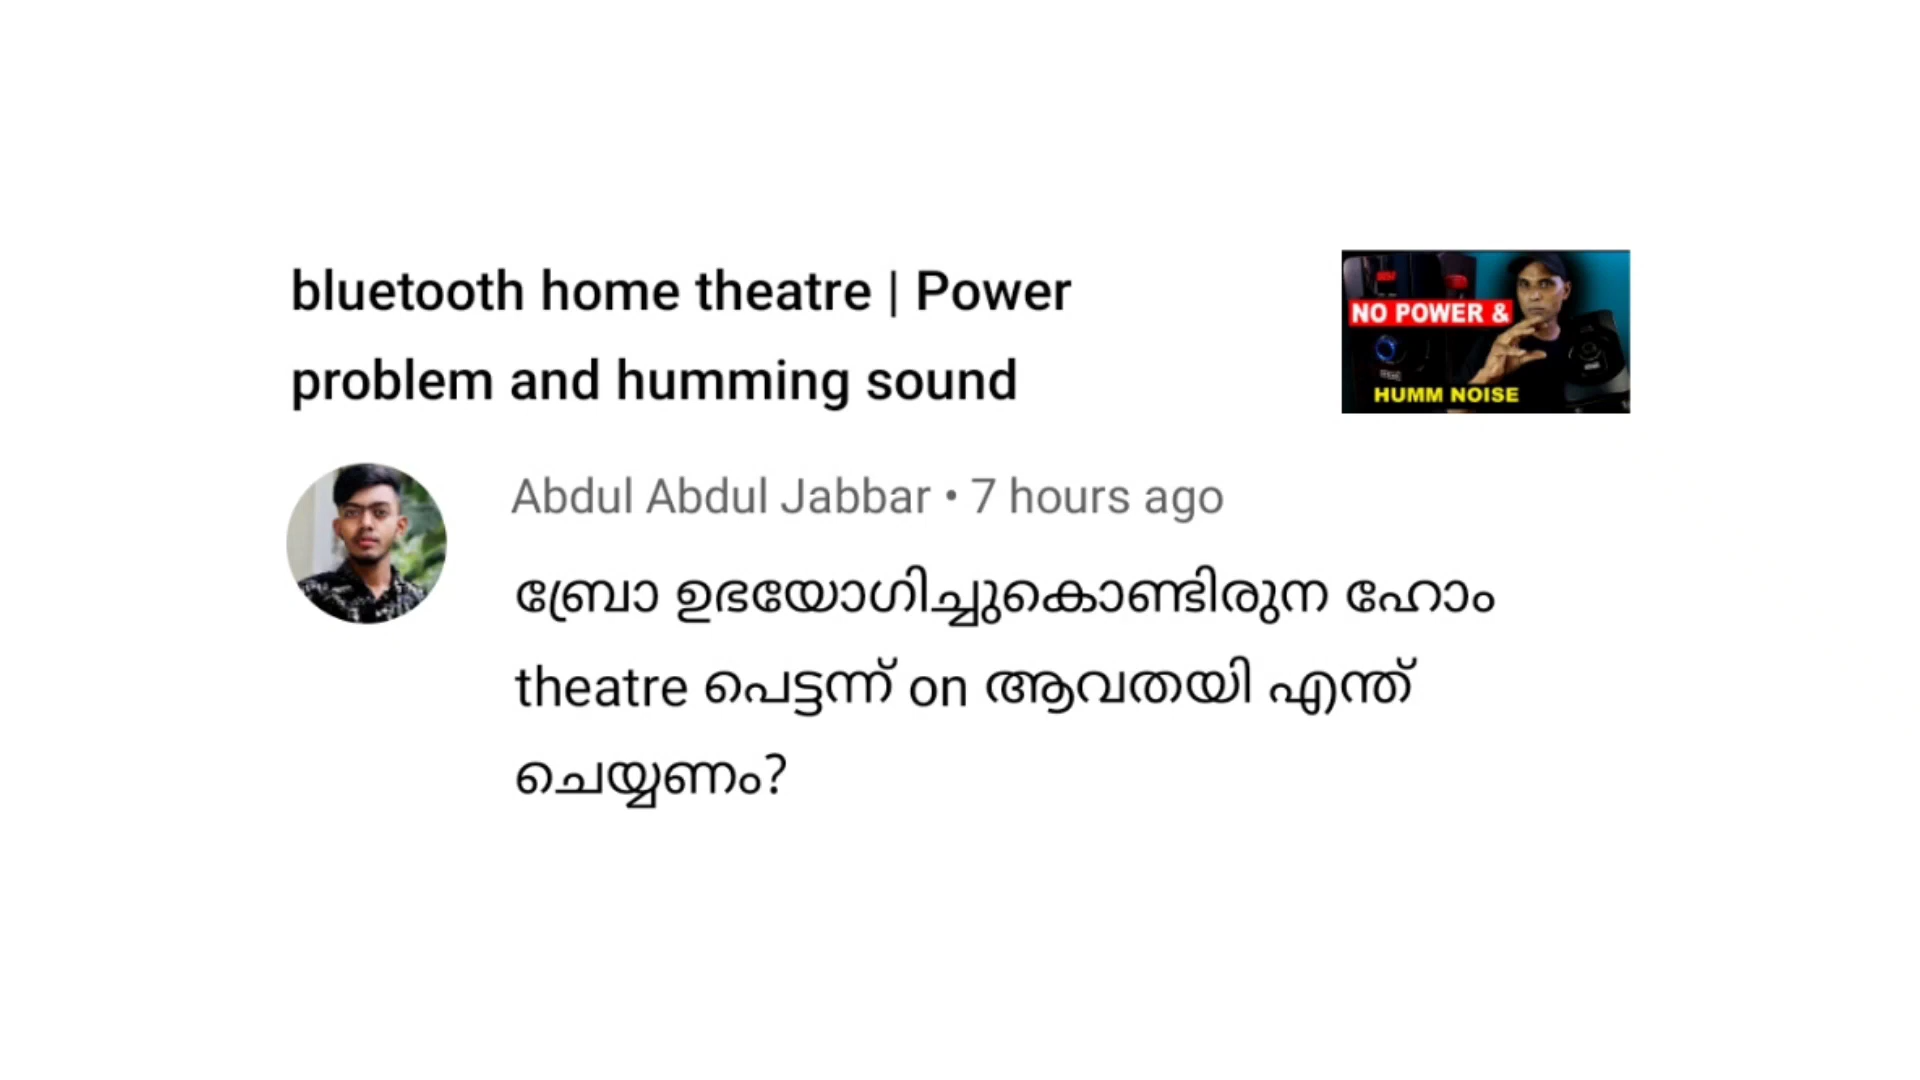 bluetooth home theatre | Power
problem and humming sound
NO POWER &
HUMM NOISE
Abdul Abdul Jabbar • 7 hours ago
ബ്രോ ഉഭയോഗിച്ചുകൊണ്ടിരുന ഹോം
theatre പെട്ടന്ന് on ആവതയി എന്ത്
ചെയ്യണം?